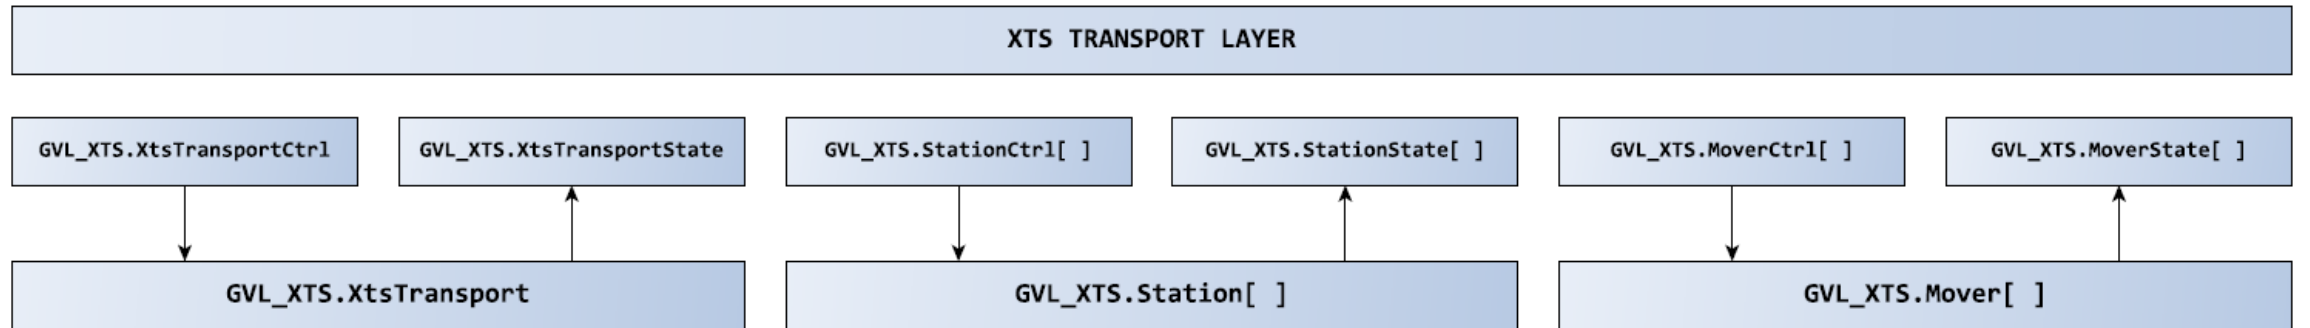 XTS TRANSPORT LAYER
GVL_XTS.XtsTransportCtrl
GVL_XTS.XtsTransportState
GVL_XTS.StationCtrl[ ]
GVL_XTS.StationState[ ]
GVL_XTS.MoverCtrl[ ]
GVL_XTS.MoverState[ ]
GVL_XTS.XtsTransport
GVL_XTS.Station[ ]
GVL_XTS.Mover[ ]